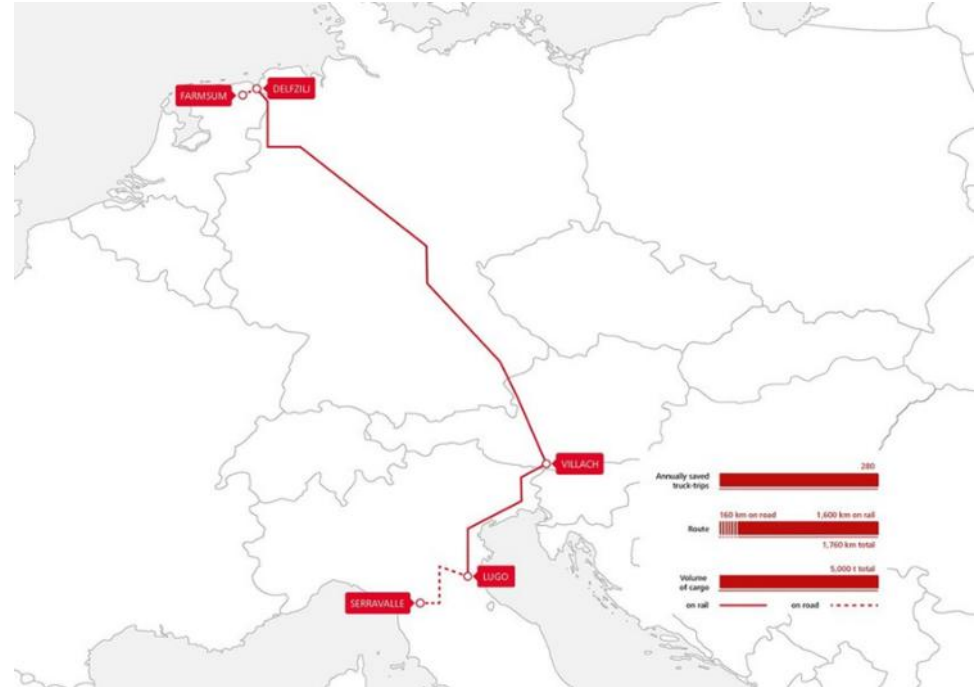 FARMSUM
DELFZILJ
VILLACH
LUGO
SERRAVALLE
280
Annually saved
truck-trips
160 km on road 1,600 km on rail
Route
1,760 km total
5,000 t total
Volume
of cargo
on rail on road